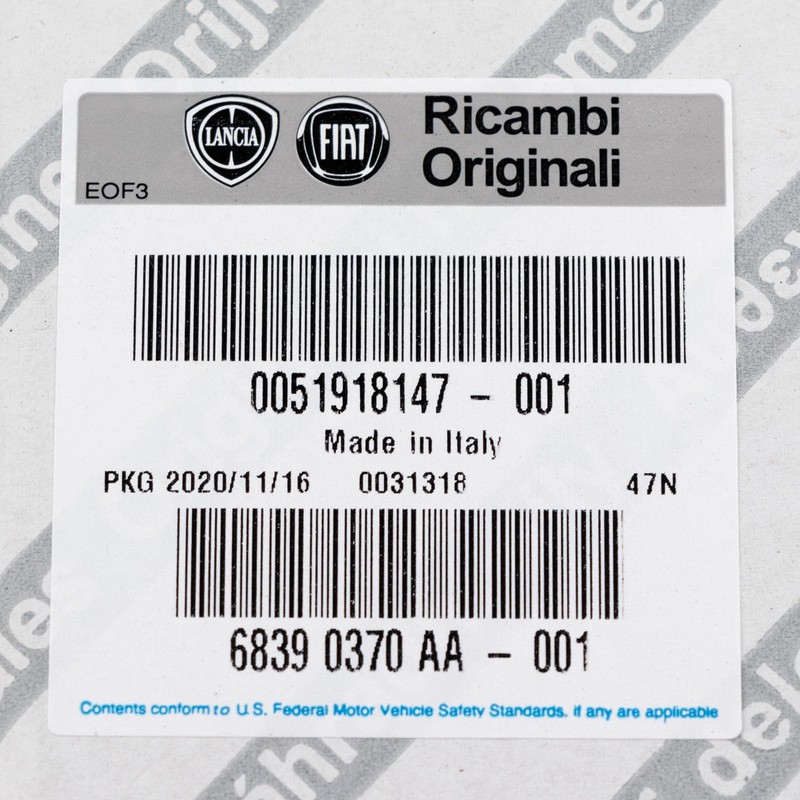 LANCIA
FIAT
Ricambi
Originali
EOF3
0051918147 - 001
Made in Italy
PKG 2020/11/16 0031318 47N
6839 0370 AA - 001
Contents conform to U.S. Federal Motor Vehicle Safety Standards. if any are applicable